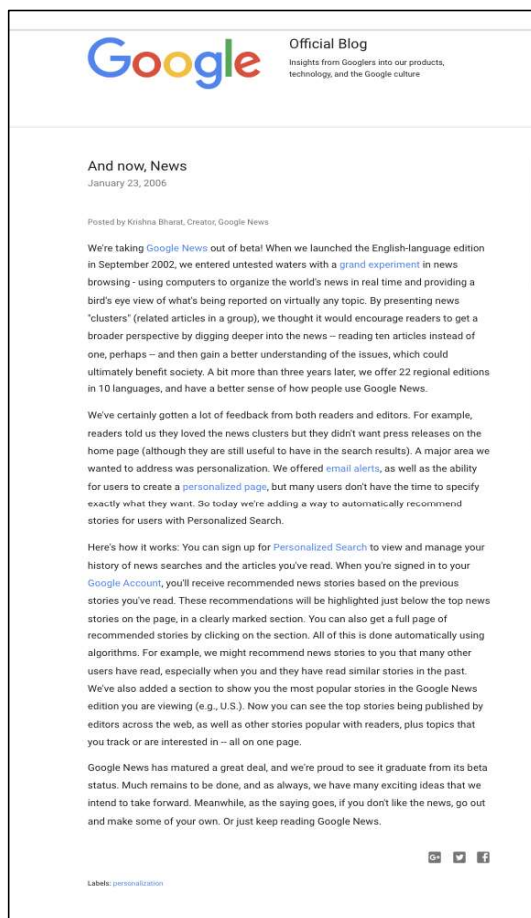 Google
Official Blog
Insights from Googlers into our products,
technology, and the Google culture
And now, News
January 23, 2006
Posted by Krishna Bharat, Creator, Google News
We're taking Google News out of beta! When we launched the English-language edition
in September 2002, we entered untested waters with a grand experiment in news
browsing - using computers to organize the world's news in real time and providing a
bird's eye view of what's being reported on virtually any topic. By presenting news
"clusters" (related articles in a group), we thought it would encourage readers to get a
broader perspective by digging deeper into the news -- reading ten articles instead of
one, perhaps -- and then gain a better understanding of the issues, which could
ultimately benefit society. A bit more than three years later, we offer 22 regional editions
in 10 languages, and have a better sense of how people use Google News.
We've certainly gotten a lot of feedback from both readers and editors. For example,
readers told us they loved the news clusters but they didn't want press releases on the
home page (although they are still useful to have in the search results). A major area we
wanted to address was personalization. We offered email alerts, as well as the ability
for users to create a personalized page, but many users don't have the time to specify
exactly what they want. So today we're adding a way to automatically recommend
stories for users with Personalized Search.
Here's how it works: You can sign up for Personalized Search to view and manage your
history of news searches and the articles you've read. When you're signed in to your
Google Account, you'll receive recommended news stories based on the previous
stories you've read. These recommendations will be highlighted just below the top news
stories on the page, in a clearly marked section. You can also get a full page of
recommended stories by clicking on the section. All of this is done automatically using
algorithms. For example, we might recommend news stories to you that many other
users have read, especially when you and they have read similar stories in the past.
We've also added a section to show you the most popular stories in the Google News
edition you are viewing (e.g., U.S.). Now you can see the top stories being published by
editors across the web, as well as other stories popular with readers, plus topics that
you track or are interested in -- all on one page.
Google News has matured a great deal, and we're proud to see it graduate from its beta
status. Much remains to be done, and as always, we have many exciting ideas that we
intend to take forward. Meanwhile, as the saying goes, if you don't like the news, go out
and make some of your own. Or just keep reading Google News.
G+ f
Labels: personalization